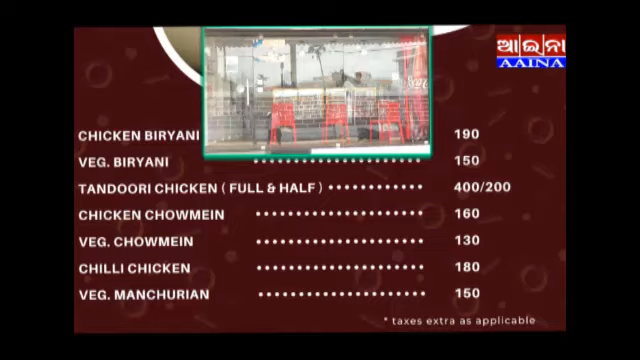 ଆଇନା
AAINA
CHICKEN BIRYANI 190
VEG. BIRYANI 150
TANDOORI CHICKEN ( FULL & HALF ) 400/200
CHICKEN CHOWMEIN 160
VEG. CHOWMEIN 130
CHILLI CHICKEN 180
VEG. MANCHURIAN 150
* taxes extra as applicable